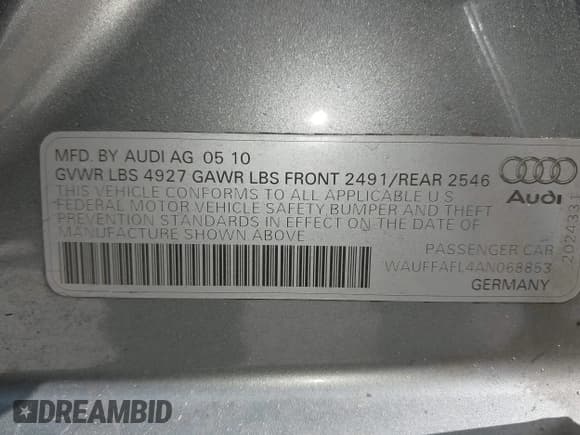 MFD. BY AUDI AG 05 10
GVWR LBS 4927 GAWR LBS FRONT 2491/REAR 2546
THIS VEHICLE CONFORMS TO ALL APPLICABLE U S
FEDERAL MOTOR VEHICLE SAFETY BUMPER AND THEFT
PREVENTION STANDARDS IN EFFECT ON THE DATE OF
MANUFACTURE SHOWN ABOVE
Audi
PASSENGER CAR
WAUFFAFL4AN068853
GERMANY
2024331
DREAMBID